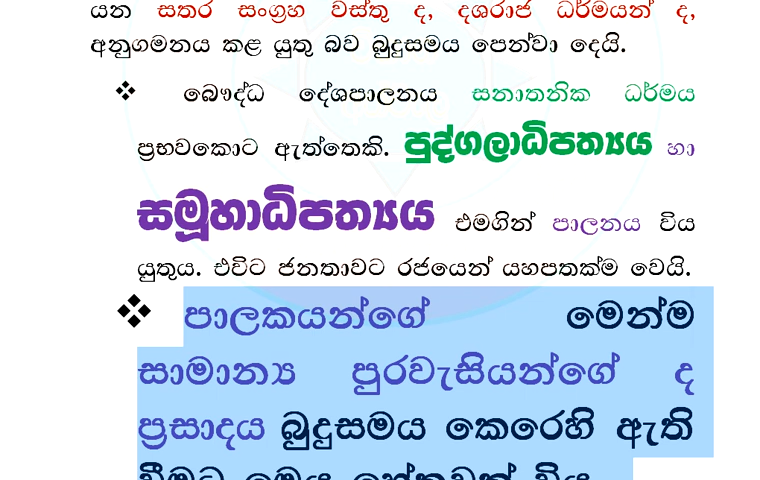 යන සතර සංග්‍රහ වස්තු ද, දශරාජ ධර්මයන් ද,
අනුගමනය කළ යුතු බව බුදුසමය පෙන්වා දෙයි.
❖ බෞද්ධ දේශපාලනය සනාතනික ධර්මය
ප්‍රභවකොට ඇත්තෙකි. පුද්ගලාධිපත්‍යය හා
සමූහාධිපත්‍යය එමගින් පාලනය විය
යුතුය. එවිට ජනතාවට රජයෙන් යහපතක්ම වෙයි.
❖ පාලකයන්ගේ මෙන්ම
සාමාන්‍ය පුරවැසියන්ගේ ද
ප්‍රසාදය බුදුසමය කෙරෙහි ඇති
වීමට මෙය හේතුවක් විය.